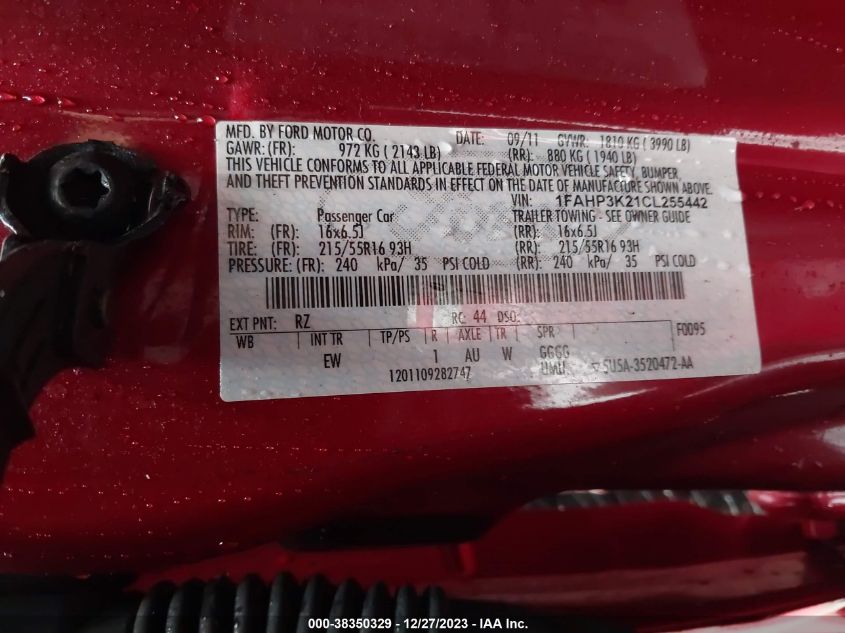 MFD. BY FORD MOTOR CO. DATE: 09/11 GVWR: 1810 KG ( 3990 LB)
GAWR: (FR): 972 KG ( 2143 LB) (RR): 880 KG ( 1940 LB)
THIS VEHICLE CONFORMS TO ALL APPLICABLE FEDERAL MOTOR VEHICLE SAFETY, BUMPER,
AND THEFT PREVENTION STANDARDS IN EFFECT ON THE DATE OF MANUFACTURE SHOWN ABOVE.
VIN: 1FAHP3K21CL255442
TYPE: Passenger Car TRAILER TOWING - SEE OWNER GUIDE
RIM: (FR): 16x6.5J (RR): 16x6.5J
TIRE: (FR): 215/55R16 93H (RR): 215/55R16 93H
PRESSURE: (FR): 240 kPa/ 35 PSI COLD (RR): 240 kPa/ 35 PSI COLD
EXT PNT: RZ RC: 44 DSO: F0095
WB INT TR TP/PS R AXLE TR SPR
EW 1 AU W GGGG
1201109282747 UMU 5U5A-3520472-AA
000-38350329 - 12/27/2023 - IAA Inc.